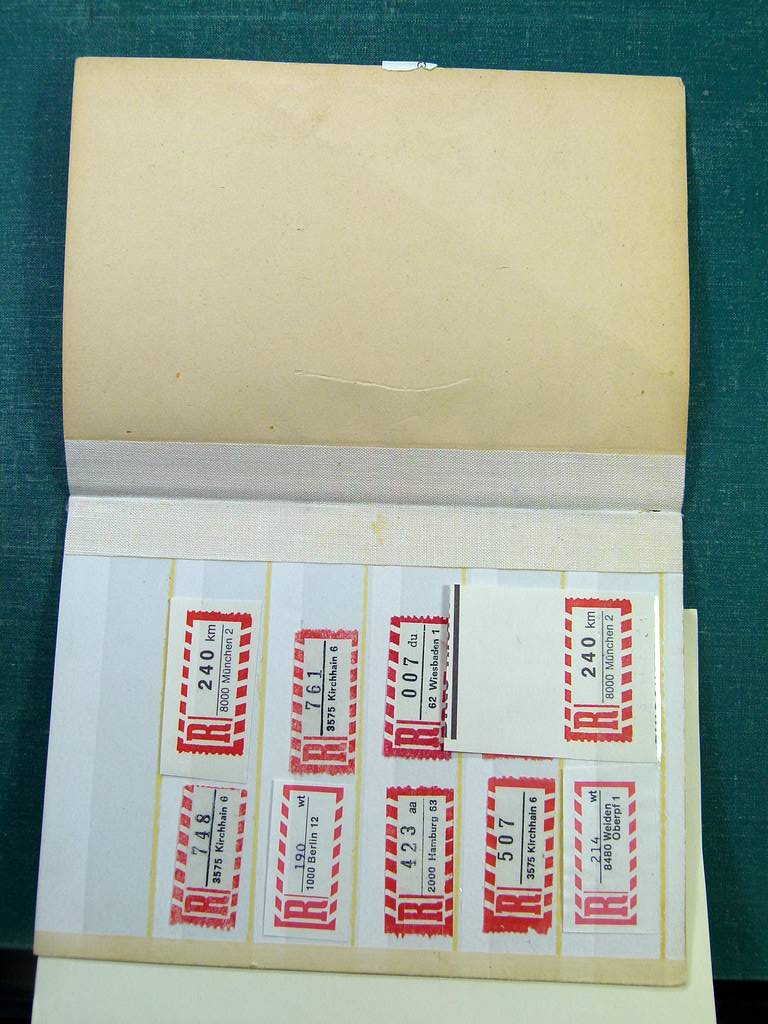 R 748
3575 Kirchhain 6
R 240 km
8000 München 2
R 190 wt
1000 Berlin 12
R 761
3575 Kirchhain 6
R 423 aa
2000 Hamburg
R 007 du
62 Wiesbaden 1
R 507
3575 Kirchhain 6
R 214 wt
8480 Weiden
Oberpf 1
R 240 km
8000 München 2